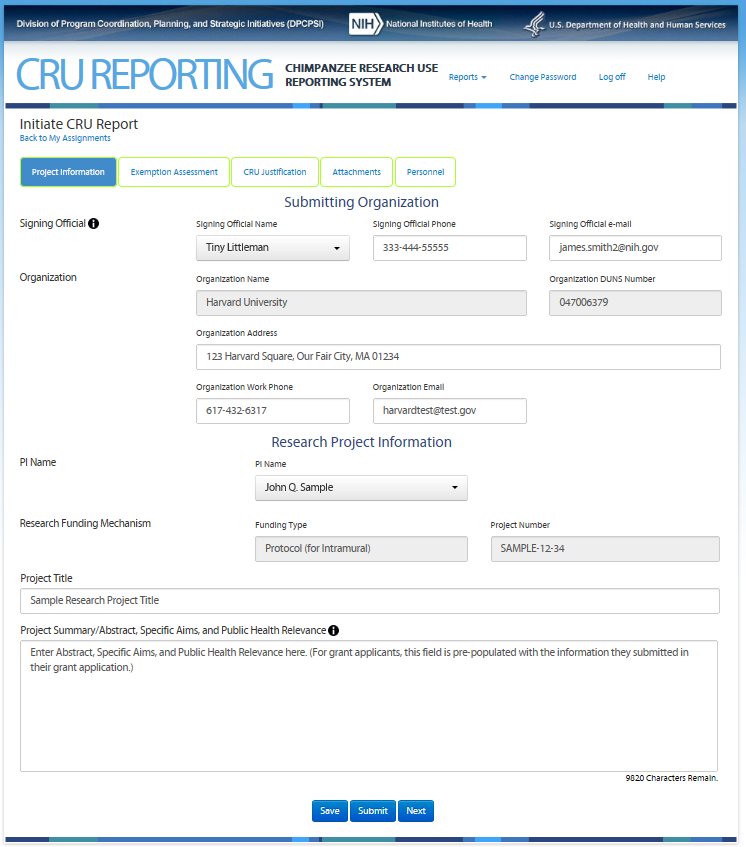 Division of Program Coordination, Planning, and Strategic Initiatives (DPCPSI)
NIH National Institutes of Health
U.S. Department of Health and Human Services
CRU REPORTING
CHIMPANZEE RESEARCH USE
REPORTING SYSTEM
Reports Change Password Log off Help
Initiate CRU Report
Back to My Assignments
Project Information Exemption Assessment CRU Justification Attachments Personnel
Submitting Organization
Signing Official
Signing Official Name Signing Official Phone Signing Official e-mail
Tiny Littleman 333-444-55555 james.smith2@nih.gov
Organization
Organization Name Organization DUNS Number
Harvard University 047006379
Organization Address
123 Harvard Square, Our Fair City, MA 01234
Organization Work Phone Organization Email
617-432-6317 harvardtest@test.gov
Research Project Information
PI Name
PI Name
John Q. Sample
Research Funding Mechanism
Funding Type Project Number
Protocol (for Intramural) SAMPLE-12-34
Project Title
Sample Research Project Title
Project Summary/Abstract, Specific Aims, and Public Health Relevance
Enter Abstract, Specific Aims, and Public Health Relevance here. (For grant applicants, this field is pre-populated with the information they submitted in
their grant application.)
9820 Characters Remain.
Save Submit Next